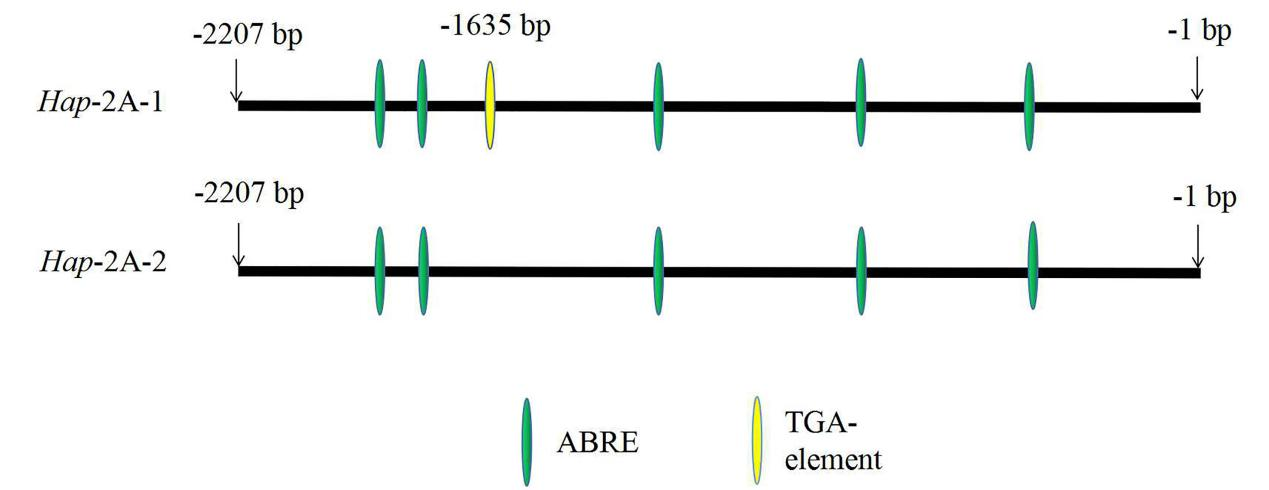 -2207 bp
-1635 bp
-1 bp
Hap-2A-1
-2207 bp
-1 bp
Hap-2A-2
ABRE
TGA-
element